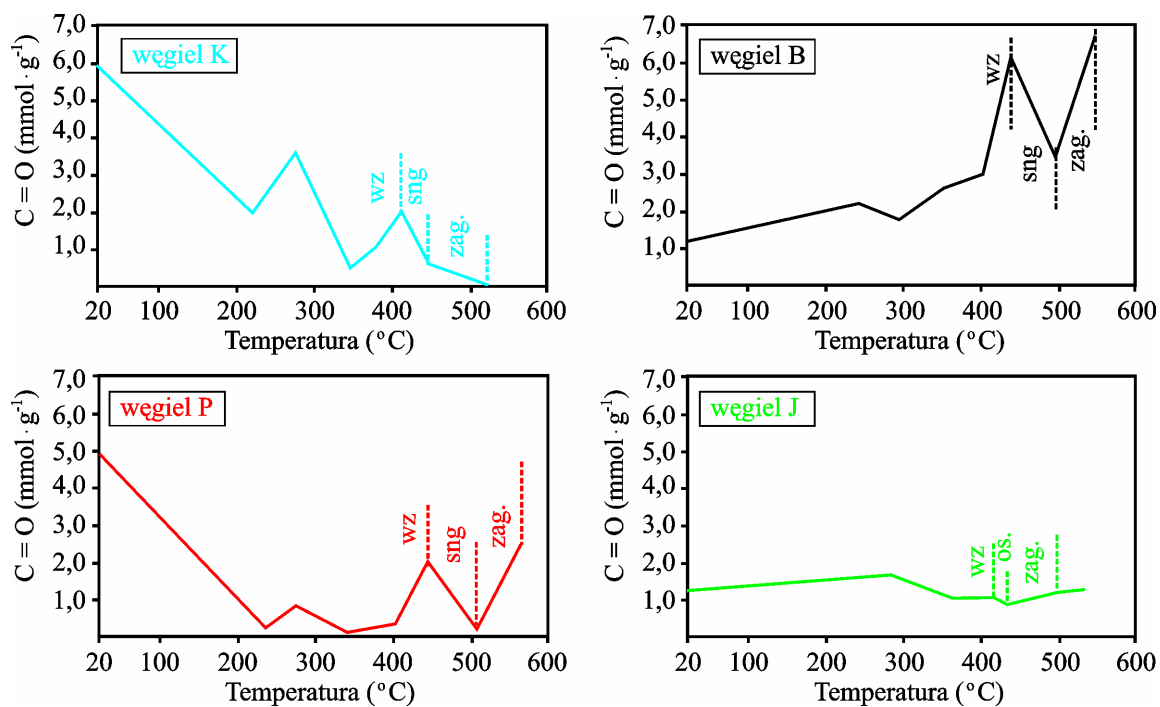 węgiel K
C = O (mmol · g⁻¹)
7,0
6,0
5,0
4,0
3,0
2,0
1,0
wz
sng
zag.
20 100 200 300 400 500 600
Temperatura (°C)
węgiel B
C = O (mmol · g⁻¹)
7,0
6,0
5,0
4,0
3,0
2,0
1,0
wz
sng
zag.
20 100 200 300 400 500 600
Temperatura (°C)
węgiel P
C = O (mmol · g⁻¹)
7,0
6,0
5,0
4,0
3,0
2,0
1,0
wz
sng
zag.
20 100 200 300 400 500 600
Temperatura (°C)
węgiel J
C = O (mmol · g⁻¹)
7,0
6,0
5,0
4,0
3,0
2,0
1,0
wz
os.
zag.
20 100 200 300 400 500 600
Temperatura (°C)